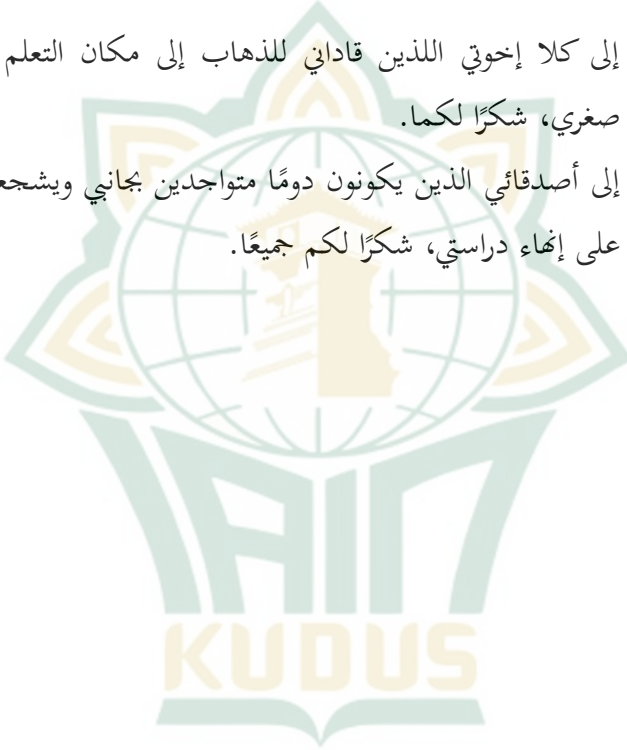 إلى كلا إخوتي اللذين قاداني للذهاب إلى مكان التعلم
صغري، شكرًا لكما.
إلى أصدقائي الذين يكونون دومًا متواجدين بجانبي
على إنهاء دراستي، شكرًا لكم جميعًا.
IAIN
KUDUS